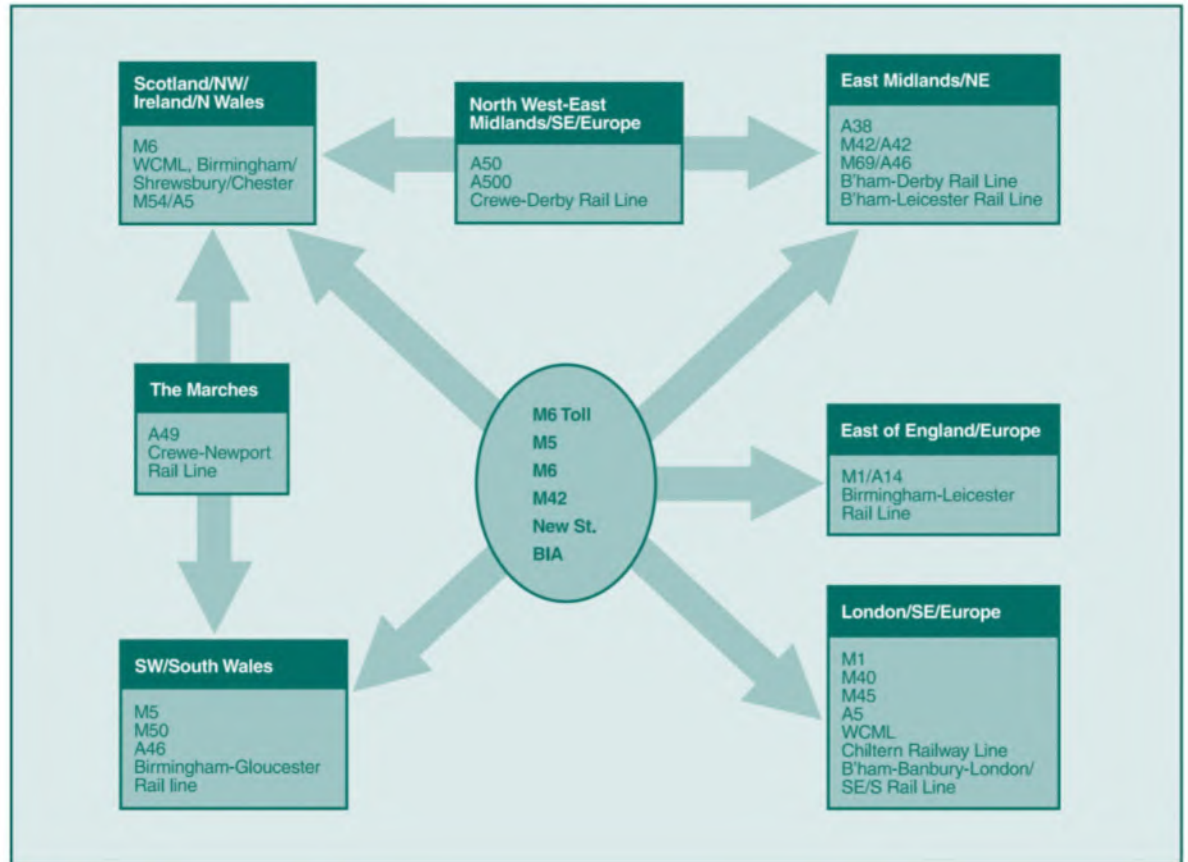 Scotland/NW/
Ireland/N Wales
M6
WCML, Birmingham/
Shrewsbury/Chester
M54/A5
North West-East
Midlands/SE/Europe
A50
A500
Crewe-Derby Rail Line
East Midlands/NE
A38
M42/A42
M69/A46
B'ham-Derby Rail Line
B'ham-Leicester Rail Line
The Marches
A49
Crewe-Newport
Rail Line
M6 Toll
M5
M6
M42
New St.
BIA
East of England/Europe
M1/A14
Birmingham-Leicester
Rail Line
SW/South Wales
M5
M50
A46
Birmingham-Gloucester
Rail line
London/SE/Europe
M1
M40
M45
A5
WCML
Chiltern Railway Line
B'ham-Banbury-London/
SE/S Rail Line